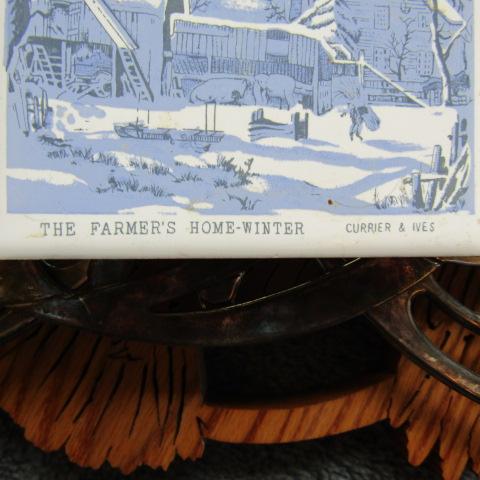 THE FARMER'S HOME-WINTER CURRIER & IVES